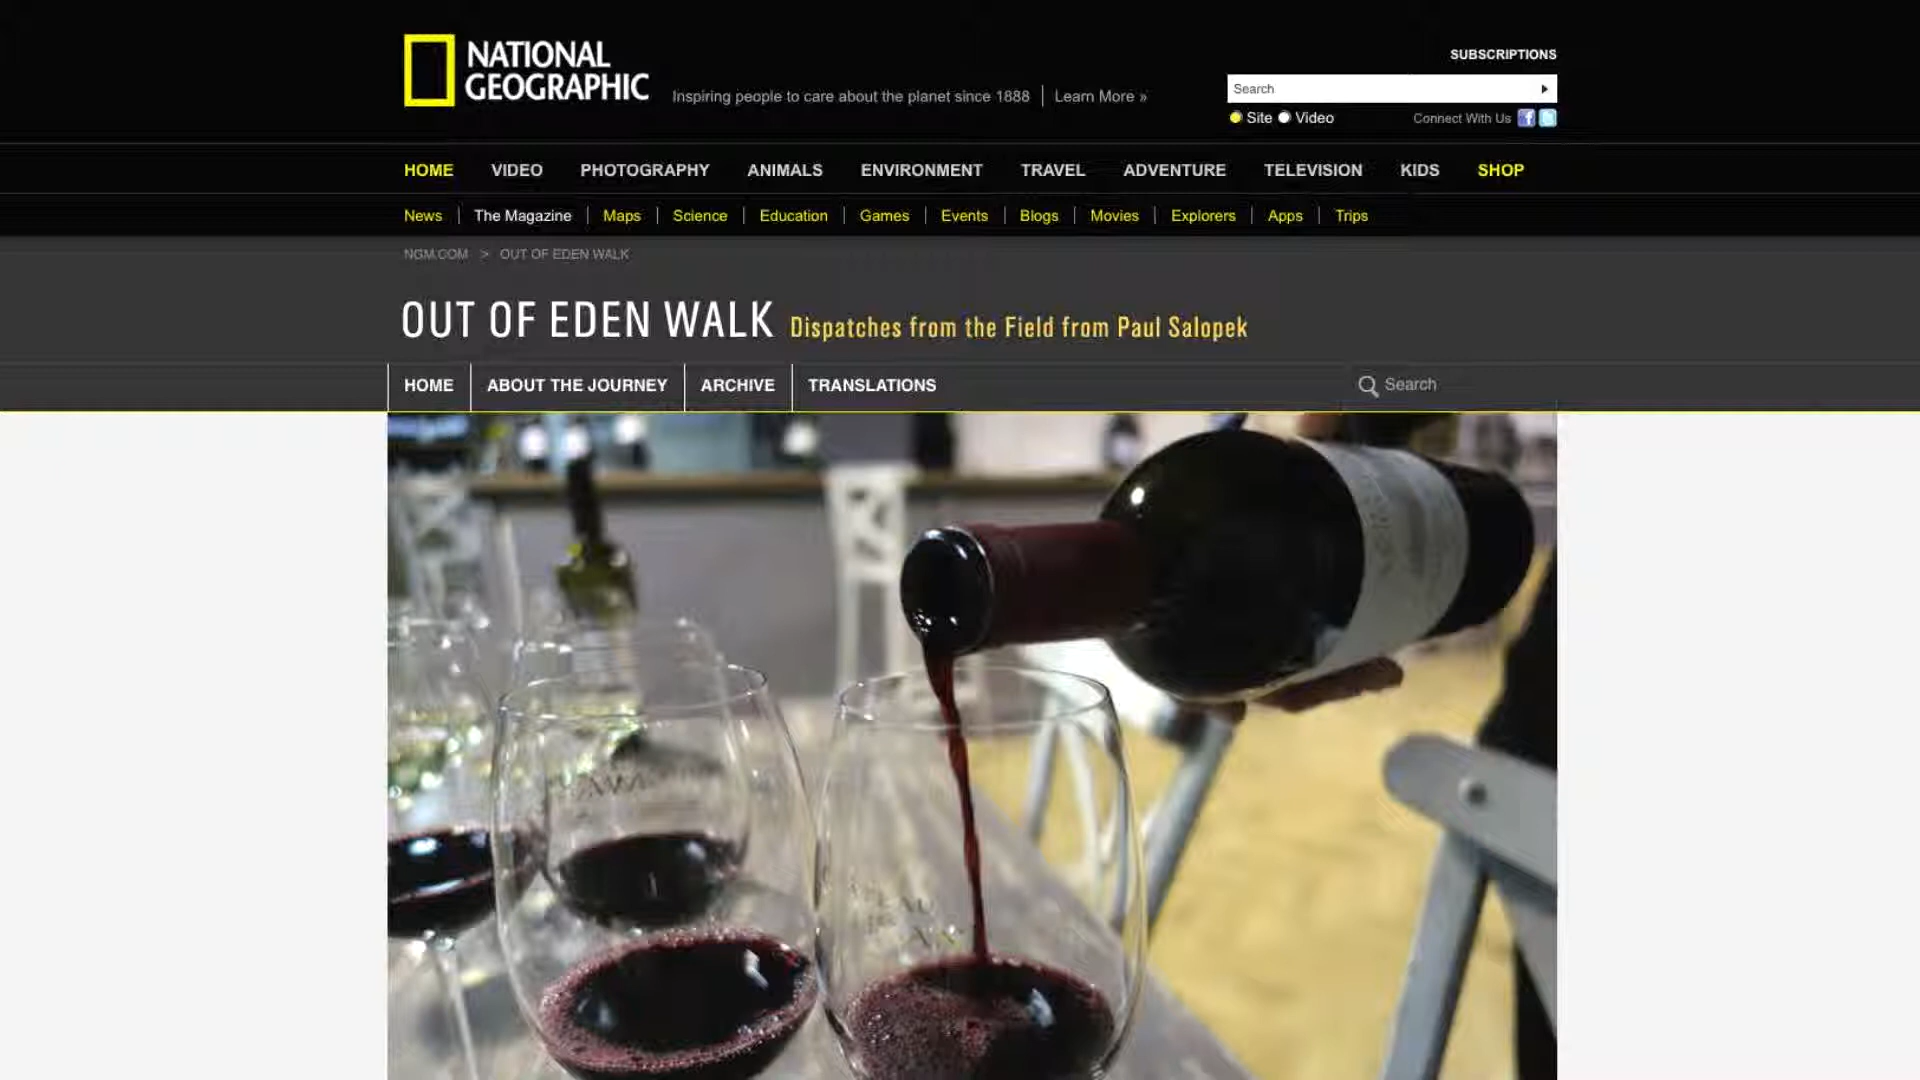 NATIONAL
GEOGRAPHIC
Inspiring people to care about the planet since 1888 | Learn More »
SUBSCRIPTIONS
Search
Site Video
Connect With Us
HOME VIDEO PHOTOGRAPHY ANIMALS ENVIRONMENT TRAVEL ADVENTURE TELEVISION KIDS SHOP
News | The Magazine | Maps | Science | Education | Games | Events | Blogs | Movies | Explorers | Apps | Trips
NGM.COM > OUT OF EDEN WALK
OUT OF EDEN WALK Dispatches from the Field from Paul Salopek
HOME ABOUT THE JOURNEY ARCHIVE TRANSLATIONS Search